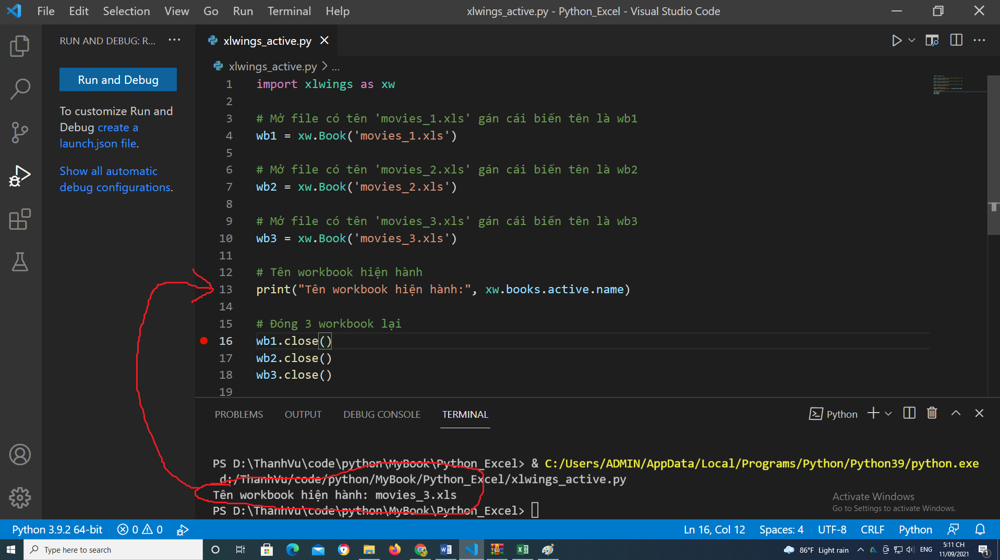 File Edit Selection View Go Run Terminal Help xlwings_active.py - Python_Excel - Visual Studio Code
RUN AND DEBUG: R... ···
xlwings_active.py
Run and Debug
To customize Run and
Debug create a
launch.json file.
Show all automatic
debug configurations.
xlwings_active.py > ...
1 import xlwings as xw
2
3 # Mở file có tên 'movies_1.xls' gán cái biến tên là wb1
4 wb1 = xw.Book('movies_1.xls')
5
6 # Mở file có tên 'movies_2.xls' gán cái biến tên là wb2
7 wb2 = xw.Book('movies_2.xls')
8
9 # Mở file có tên 'movies_3.xls' gán cái biến tên là wb3
10 wb3 = xw.Book('movies_3.xls')
11
12 # Tên workbook hiện hành
13 print("Tên workbook hiện hành:", xw.books.active.name)
14
15 # Đóng 3 workbook lại
16 wb1.close()
17 wb2.close()
18 wb3.close()
19
PROBLEMS OUTPUT DEBUG CONSOLE TERMINAL Python
PS D:\ThanhVu\code\python\MyBook\Python_Excel> & C:/Users/ADMIN/AppData/Local/Programs/Python/Python39/python.exe
d:/ThanhVu/code/python/MyBook/Python_Excel/xlwings_active.py
Tên workbook hiện hành: movies_3.xls
PS D:\ThanhVu\code\python\MyBook\Python_Excel>
Activate Windows
Go to Settings to activate Windows.
Python 3.9.2 64-bit 0 0 Ln 16, Col 12 Spaces: 4 UTF-8 CRLF Python
Type here to search 86°F Light rain ENG 5:11 CH
11/09/2021 1